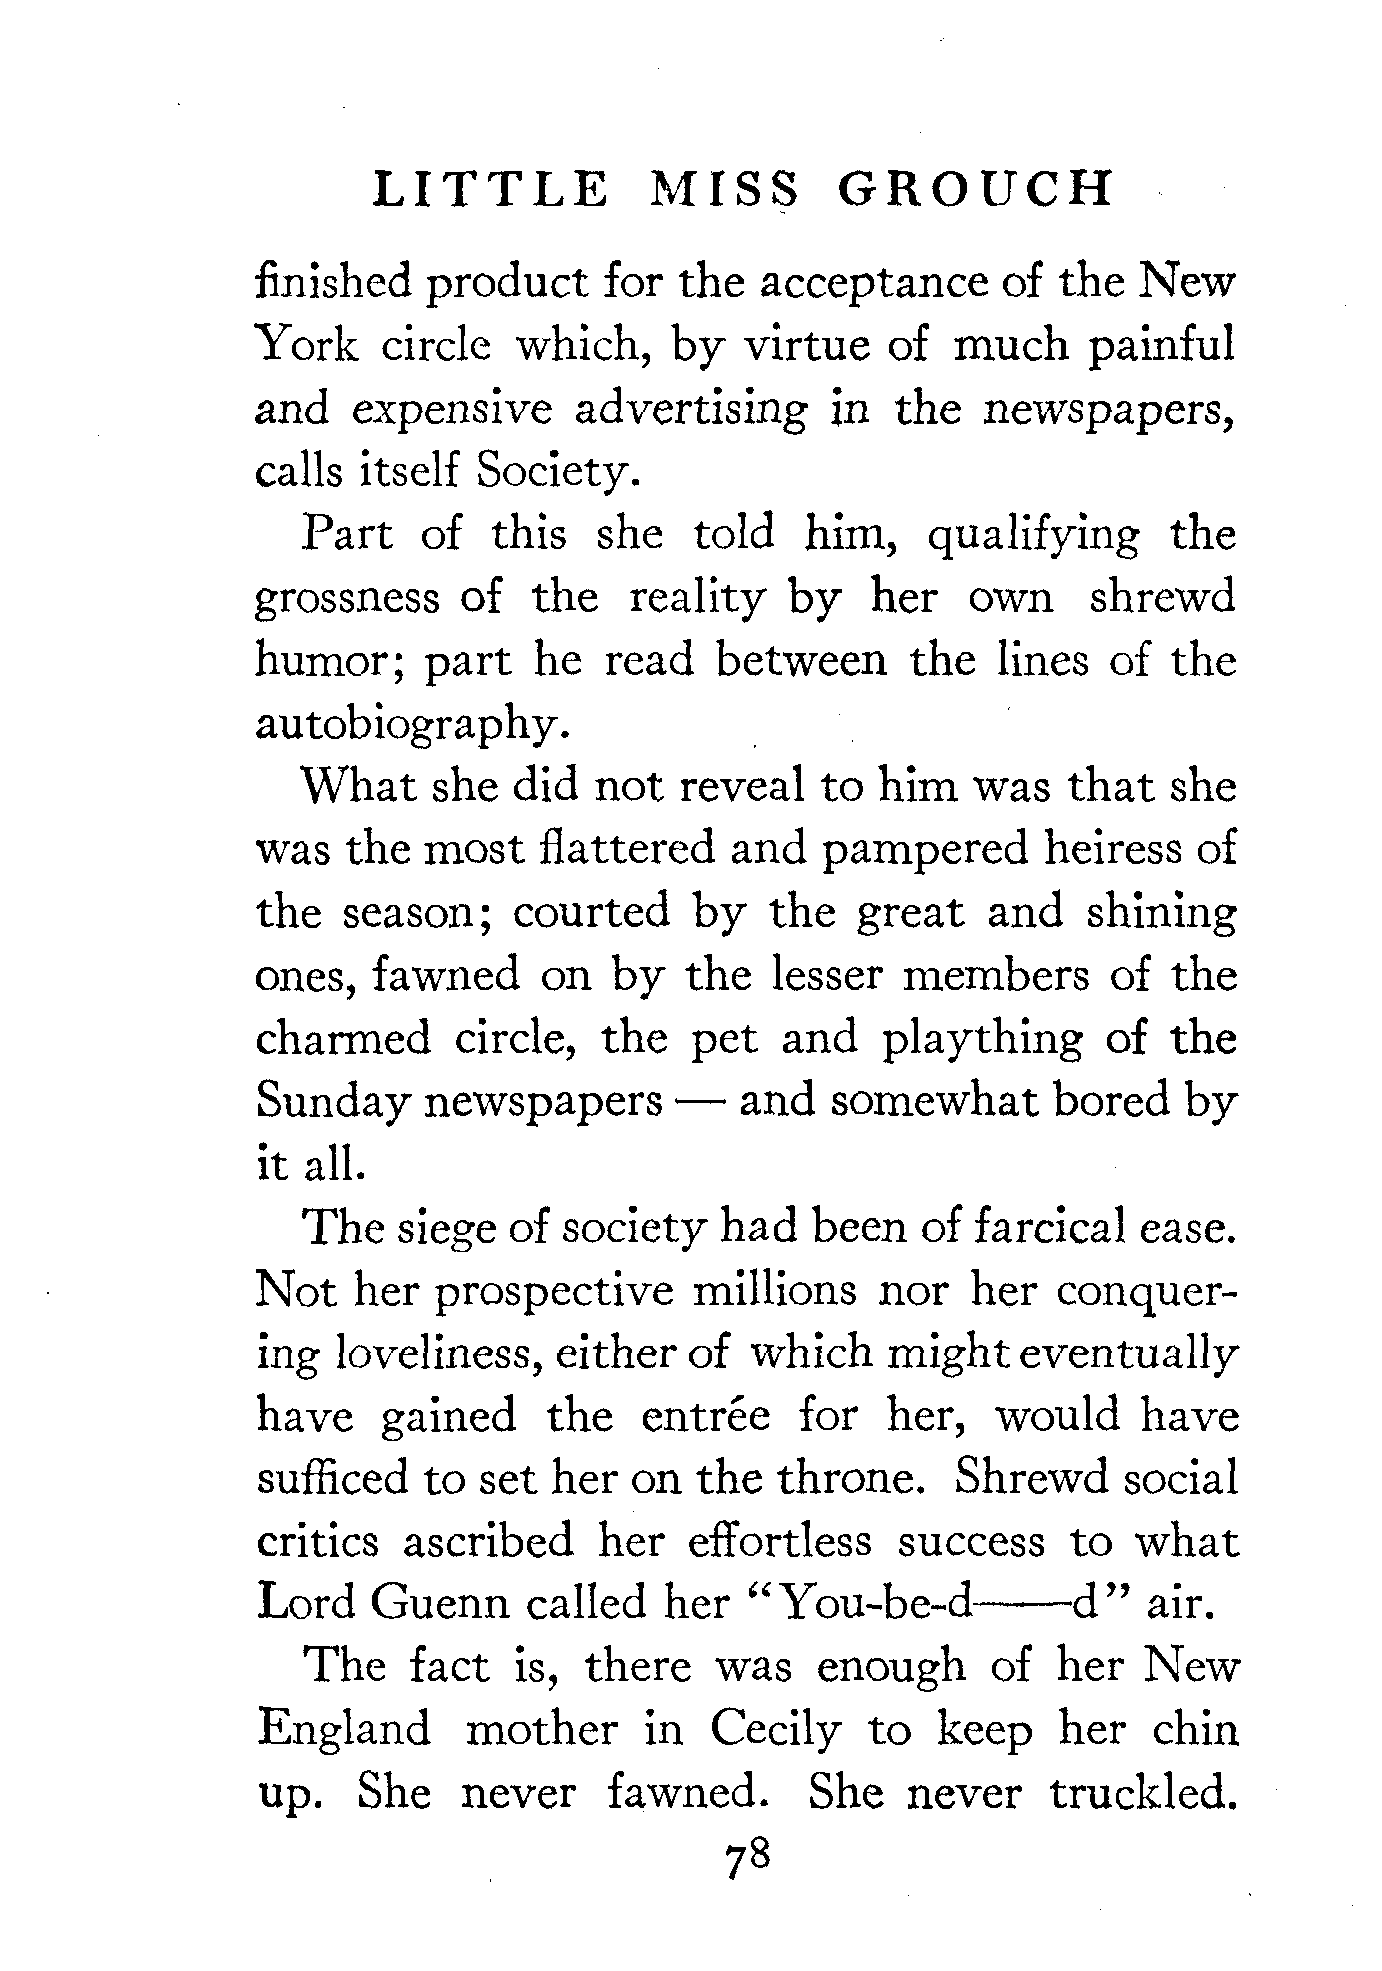 LITTLE MISS GROUCH
finished product for the acceptance of the New
York circle which, by virtue of much painful
and expensive advertising in the newspapers,
calls itself Society.
Part of this she told him, qualifying the
grossness of the reality by her own shrewd
humor; part he read between the lines of the
autobiography.
What she did not reveal to him was that she
was the most flattered and pampered heiress of
the season; courted by the great and shining
ones, fawned on by the lesser members of the
charmed circle, the pet and plaything of the
Sunday newspapers — and somewhat bored by
it all.
The siege of society had been of farcical ease.
Not her prospective millions nor her conquer-
ing loveliness, either of which might eventually
have gained the entrée for her, would have
sufficed to set her on the throne. Shrewd social
critics ascribed her effortless success to what
Lord Guenn called her "You-be-d——d" air.
The fact is, there was enough of her New
England mother in Cecily to keep her chin
up. She never fawned. She never truckled.
78